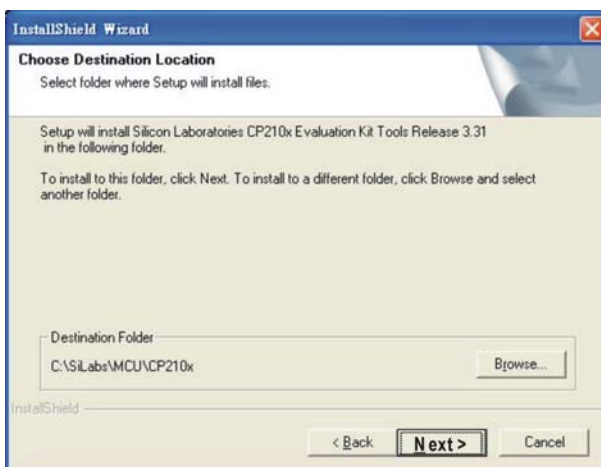 InstallShield Wizard
Choose Destination Location
Select folder where Setup will install files.
Setup will install Silicon Laboratories CP210x Evaluation Kit Tools Release 3.31
in the following folder.
To install to this folder, click Next. To install to a different folder, click Browse and select
another folder.
Destination Folder
C:\SiLabs\MCU\CP210x
Browse...
InstallShield
< Back
Next >
Cancel